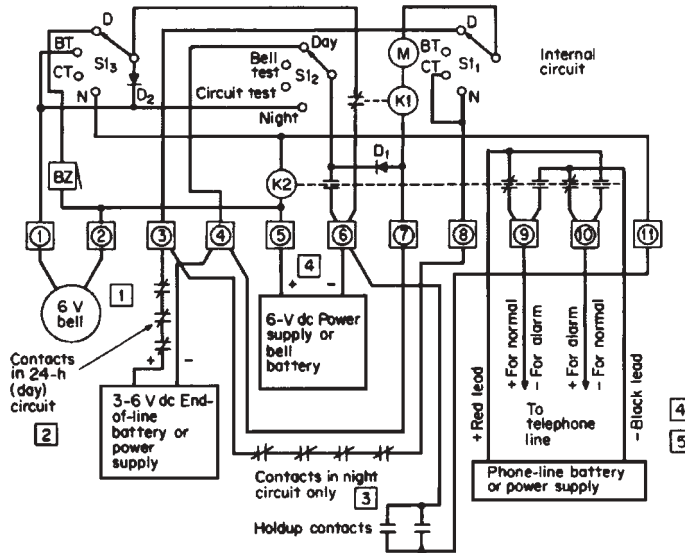 D
BT
CT
S1₃
N
D₂
Day
Bell
test
S1₂
Circuit test
Night
M
K1
D
BT
S1₁
CT
N
Internal
circuit
BZ
K2
D₁
1
2
3
4
5
6
7
8
9
10
11
6 V
bell
1
4
+ −
6-V dc Power
supply or
bell
battery
Contacts
in 24-h
(day)
circuit
2
+ −
3-6 V dc End-
of-line
battery or
power
supply
Contacts in night
circuit only
3
Holdup contacts
+ Red lead
+ For normal
− For alarm
+ For alarm
− For normal
− Black lead
To
telephone
line
Phone-line battery
or power supply
4
5